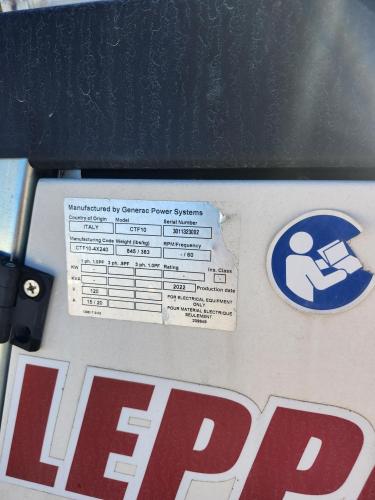 Manufactured by Generac Power Systems
Country of Origin Model Serial Number
ITALY CTF10 3011323002
Manufacturing Code Weight (lbs/kg) RPM/Frequency
CTF10-4X240 845 / 383 - / 60
1 ph. 1.0PF 3 ph. .8PF 3 ph. 1.0PF Rating Ins. Class
KW - - - - -
KVA - - - 2022 Production date
V 120 FOR ELECTRICAL EQUIPMENT
ONLY
A 15 / 20 POUR MATERIAL ELECTRIQUE
SEULEMENT
LEPP